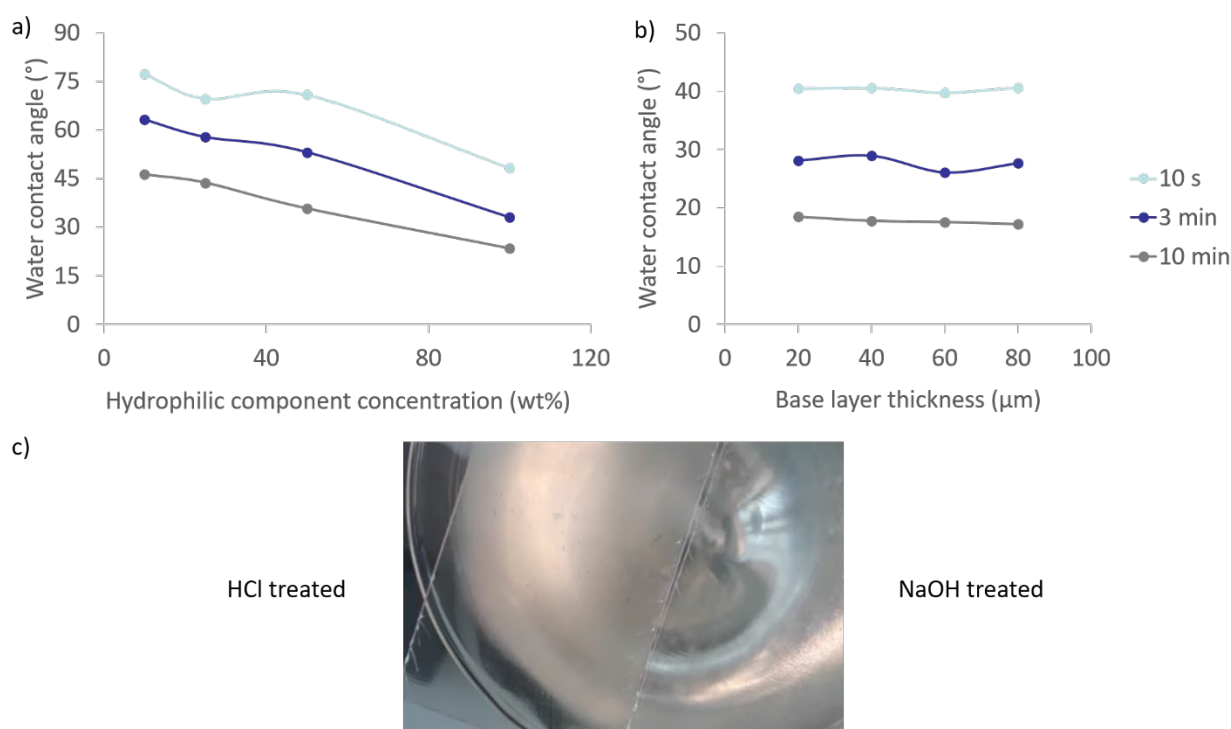 a)
Water contact angle (°)
90
75
60
45
30
15
0
0 40 80 120
Hydrophilic component concentration (wt%)
b)
Water contact angle (°)
50
40
30
20
10
0
0 20 40 60 80 100
Base layer thickness (μm)
10 s
3 min
10 min
c)
HCl treated
NaOH treated